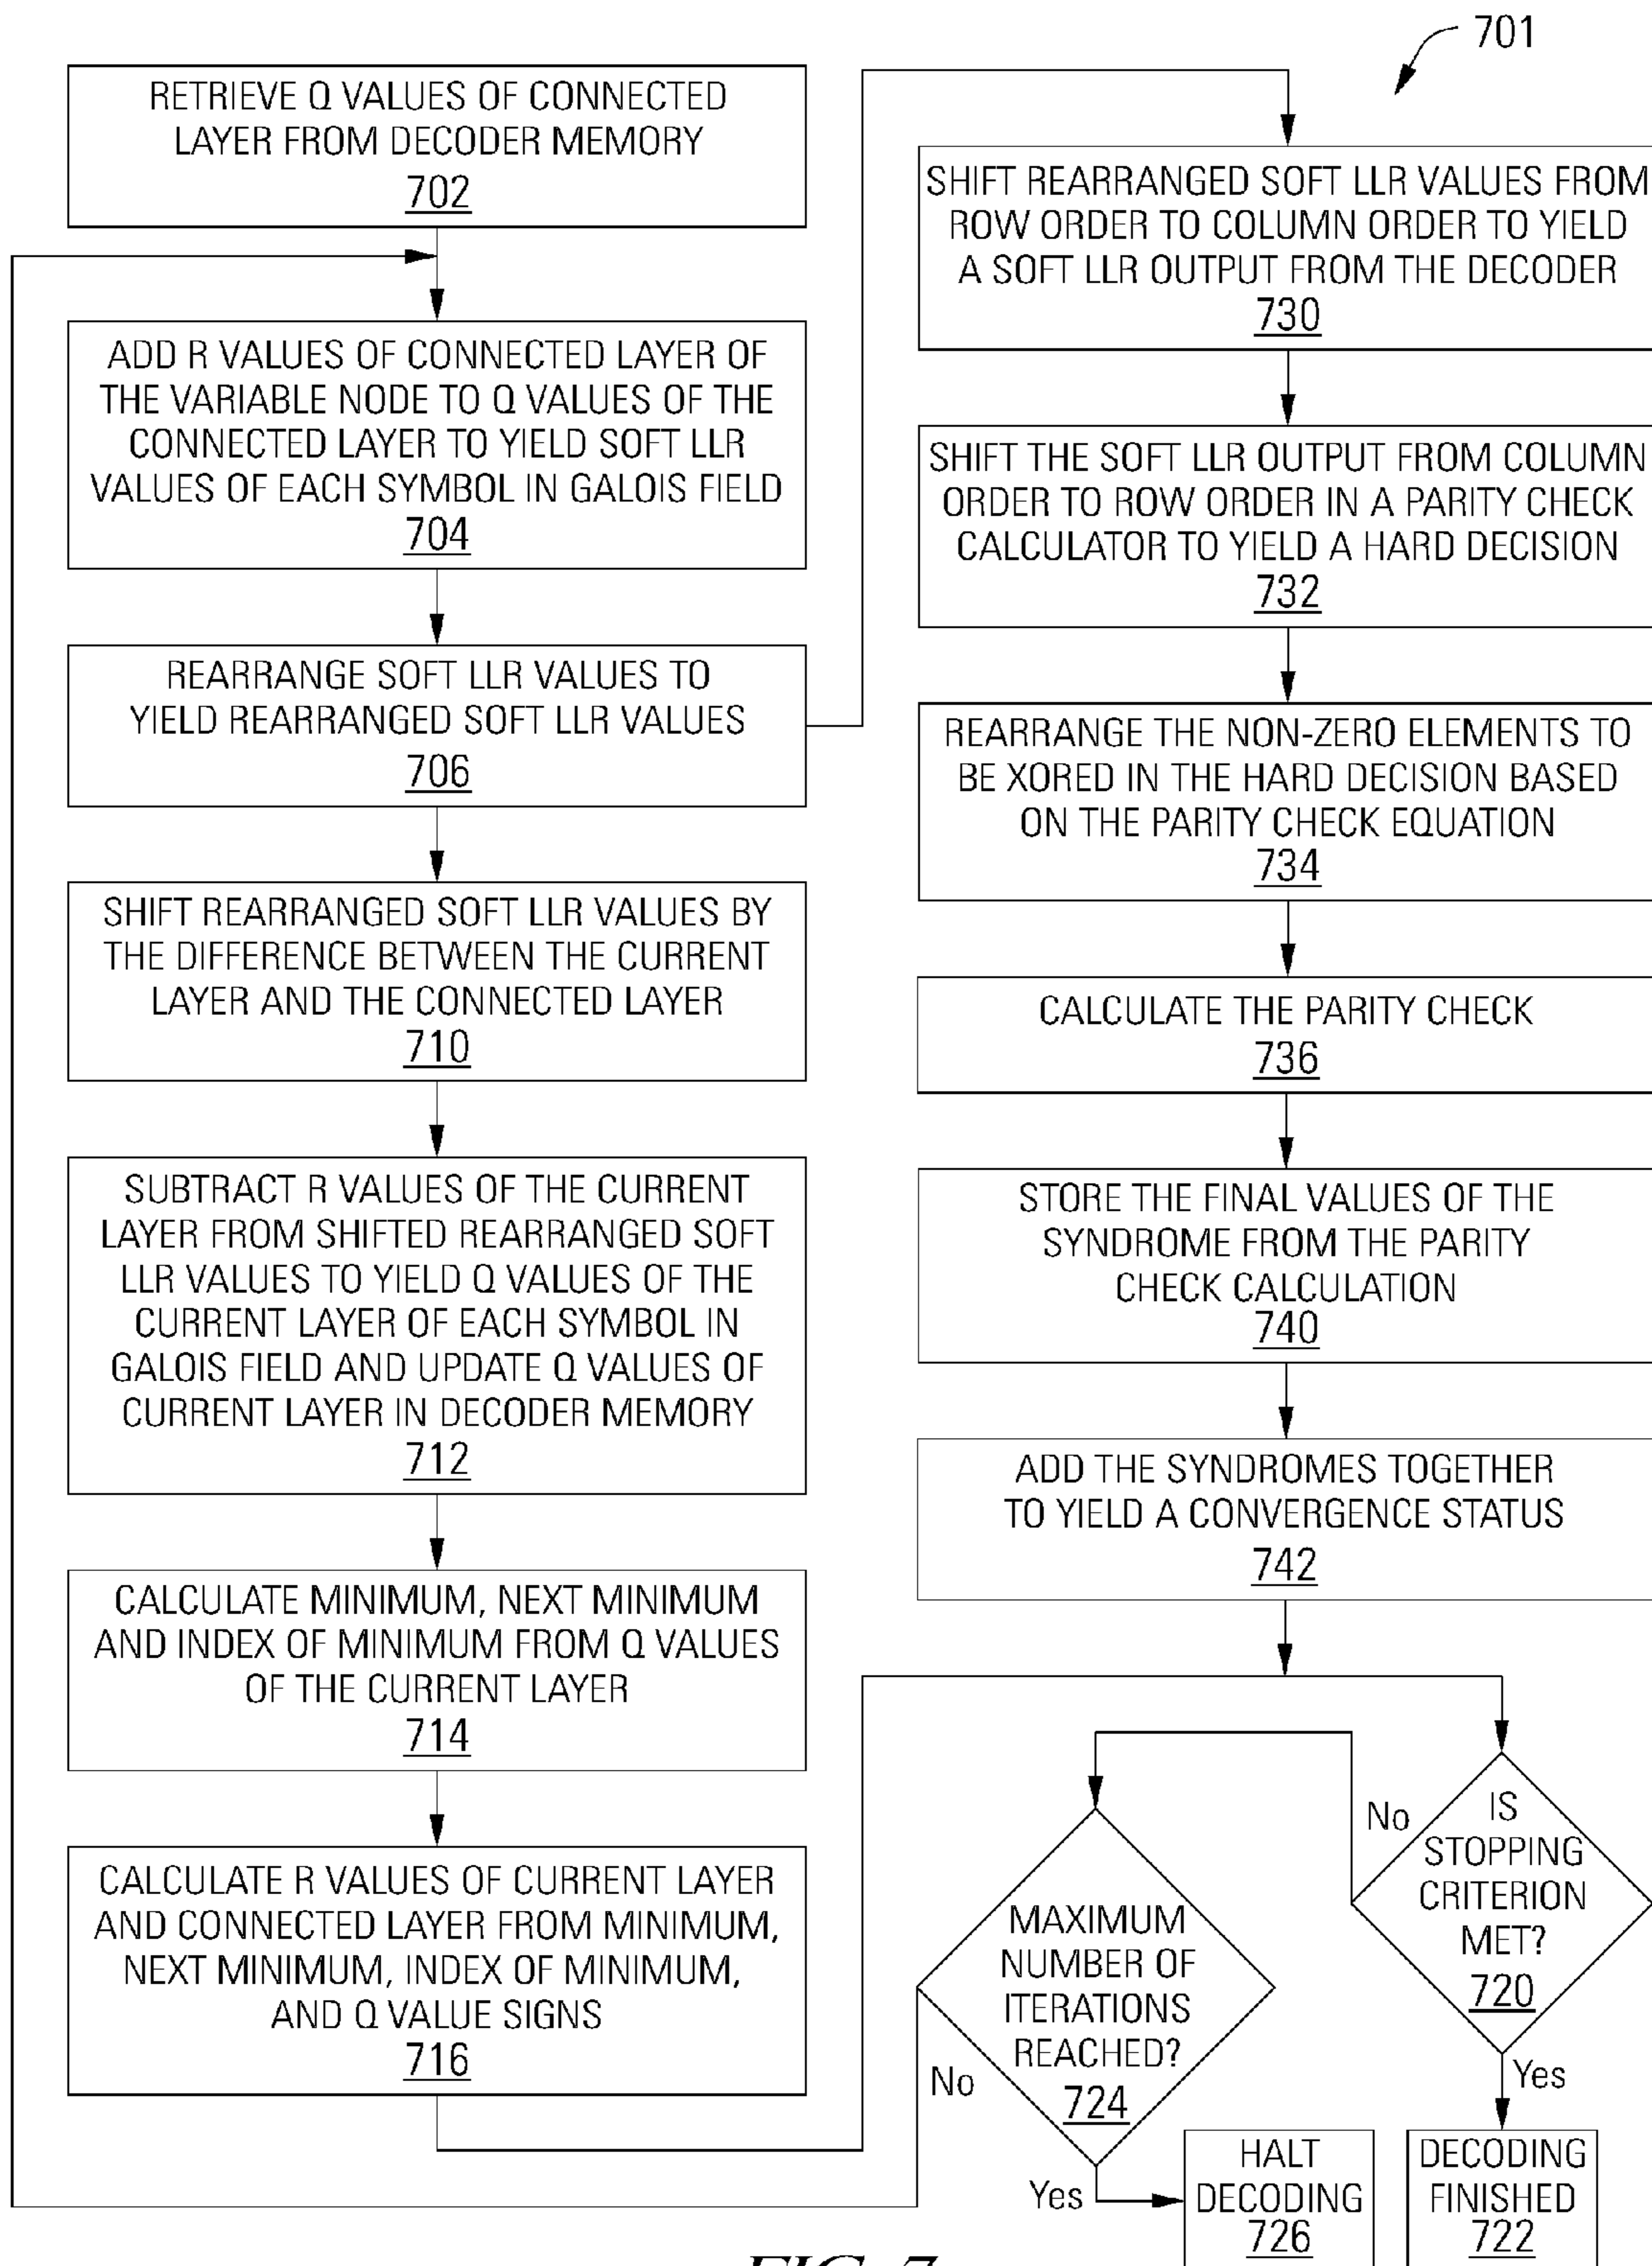 701
RETRIEVE Q VALUES OF CONNECTED
LAYER FROM DECODER MEMORY
702
ADD R VALUES OF CONNECTED LAYER OF
THE VARIABLE NODE TO Q VALUES OF THE
CONNECTED LAYER TO YIELD SOFT LLR
VALUES OF EACH SYMBOL IN GALOIS FIELD
704
REARRANGE SOFT LLR VALUES TO
YIELD REARRANGED SOFT LLR VALUES
706
SHIFT REARRANGED SOFT LLR VALUES BY
THE DIFFERENCE BETWEEN THE CURRENT
LAYER AND THE CONNECTED LAYER
710
SUBTRACT R VALUES OF THE CURRENT
LAYER FROM SHIFTED REARRANGED SOFT
LLR VALUES TO YIELD Q VALUES OF THE
CURRENT LAYER OF EACH SYMBOL IN
GALOIS FIELD AND UPDATE Q VALUES OF
CURRENT LAYER IN DECODER MEMORY
712
CALCULATE MINIMUM, NEXT MINIMUM
AND INDEX OF MINIMUM FROM Q VALUES
OF THE CURRENT LAYER
714
CALCULATE R VALUES OF CURRENT LAYER
AND CONNECTED LAYER FROM MINIMUM,
NEXT MINIMUM, INDEX OF MINIMUM,
AND Q VALUE SIGNS
716
SHIFT REARRANGED SOFT LLR VALUES FROM
ROW ORDER TO COLUMN ORDER TO YIELD
A SOFT LLR OUTPUT FROM THE DECODER
730
SHIFT THE SOFT LLR OUTPUT FROM COLUMN
ORDER TO ROW ORDER IN A PARITY CHECK
CALCULATOR TO YIELD A HARD DECISION
732
REARRANGE THE NON-ZERO ELEMENTS TO
BE XORED IN THE HARD DECISION BASED
ON THE PARITY CHECK EQUATION
734
CALCULATE THE PARITY CHECK
736
STORE THE FINAL VALUES OF THE
SYNDROME FROM THE PARITY
CHECK CALCULATION
740
ADD THE SYNDROMES TOGETHER
TO YIELD A CONVERGENCE STATUS
742
IS
STOPPING
CRITERION
MET?
720
No
Yes
MAXIMUM
NUMBER OF
ITERATIONS
REACHED?
724
No
Yes
HALT
DECODING
726
DECODING
FINISHED
722
FIG. 7